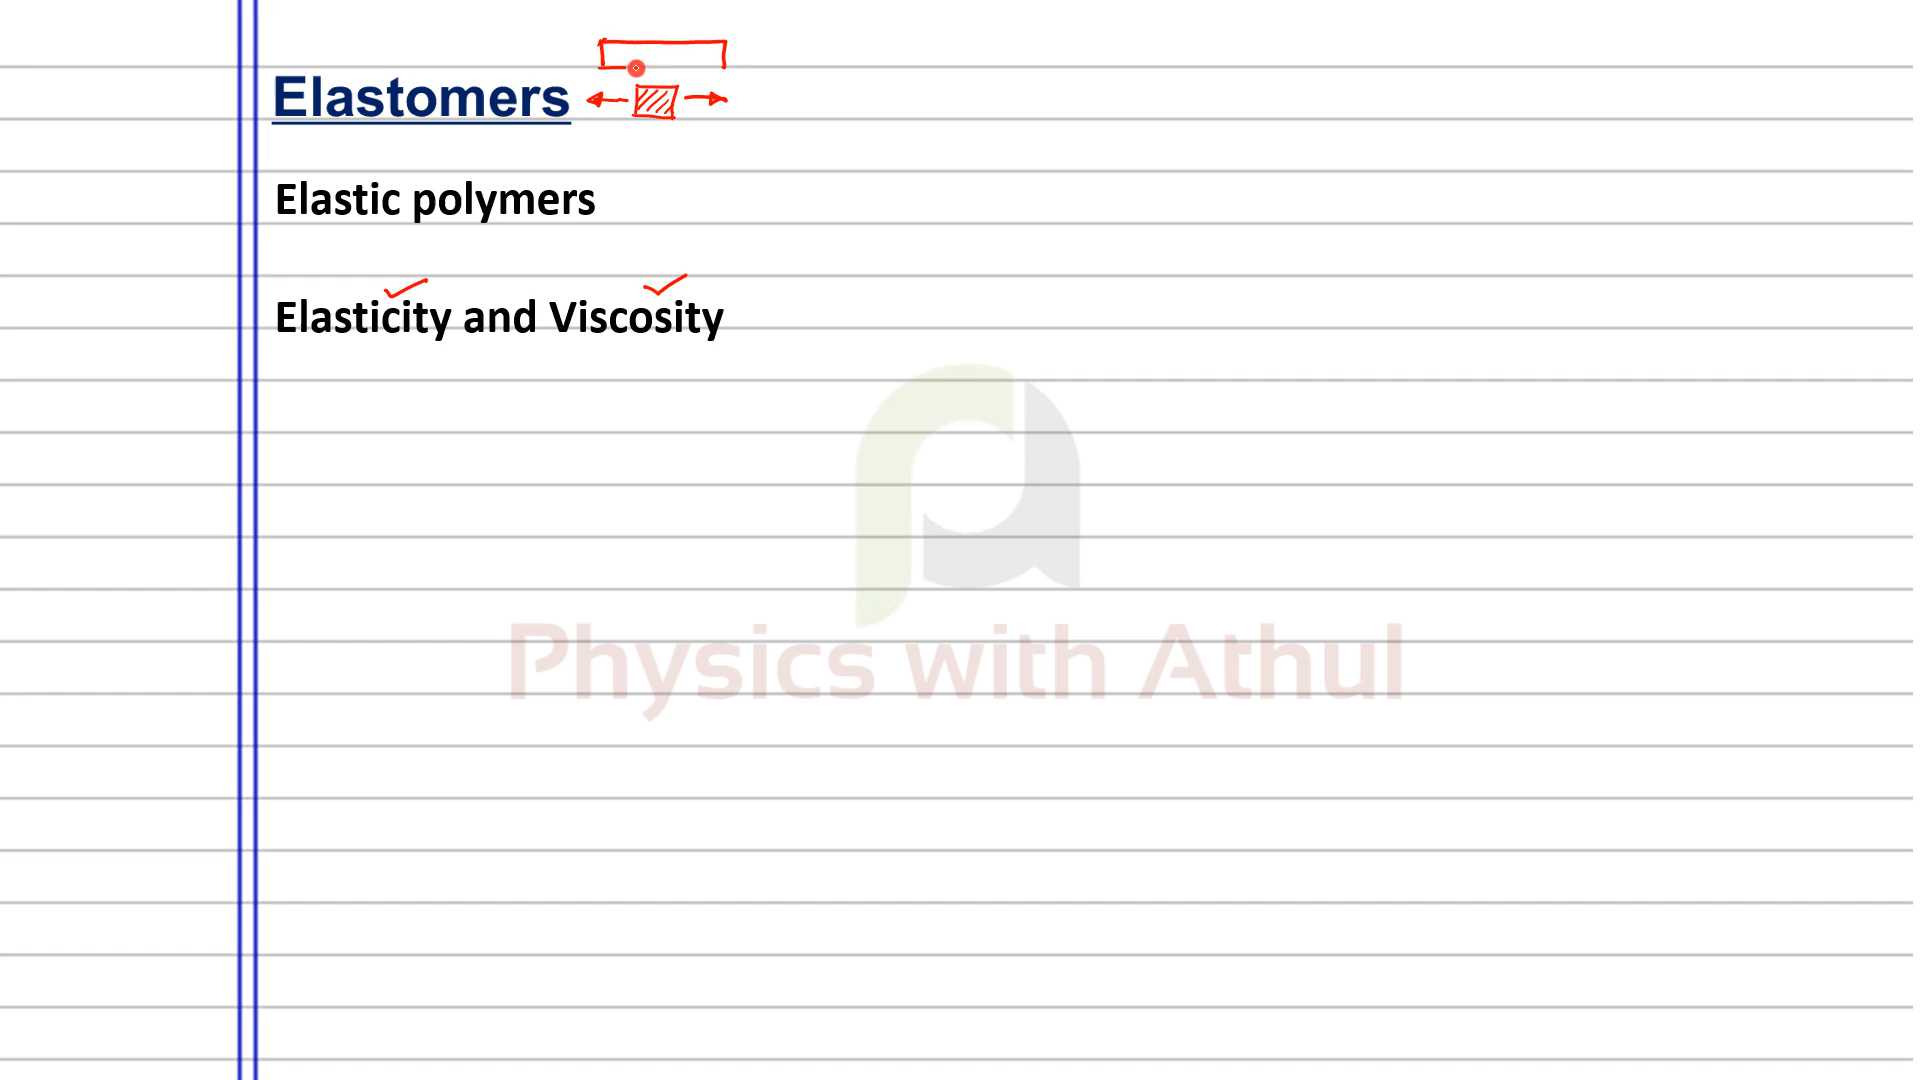 Elastomers
Elastic polymers
Elasticity and Viscosity
Physics with Athul